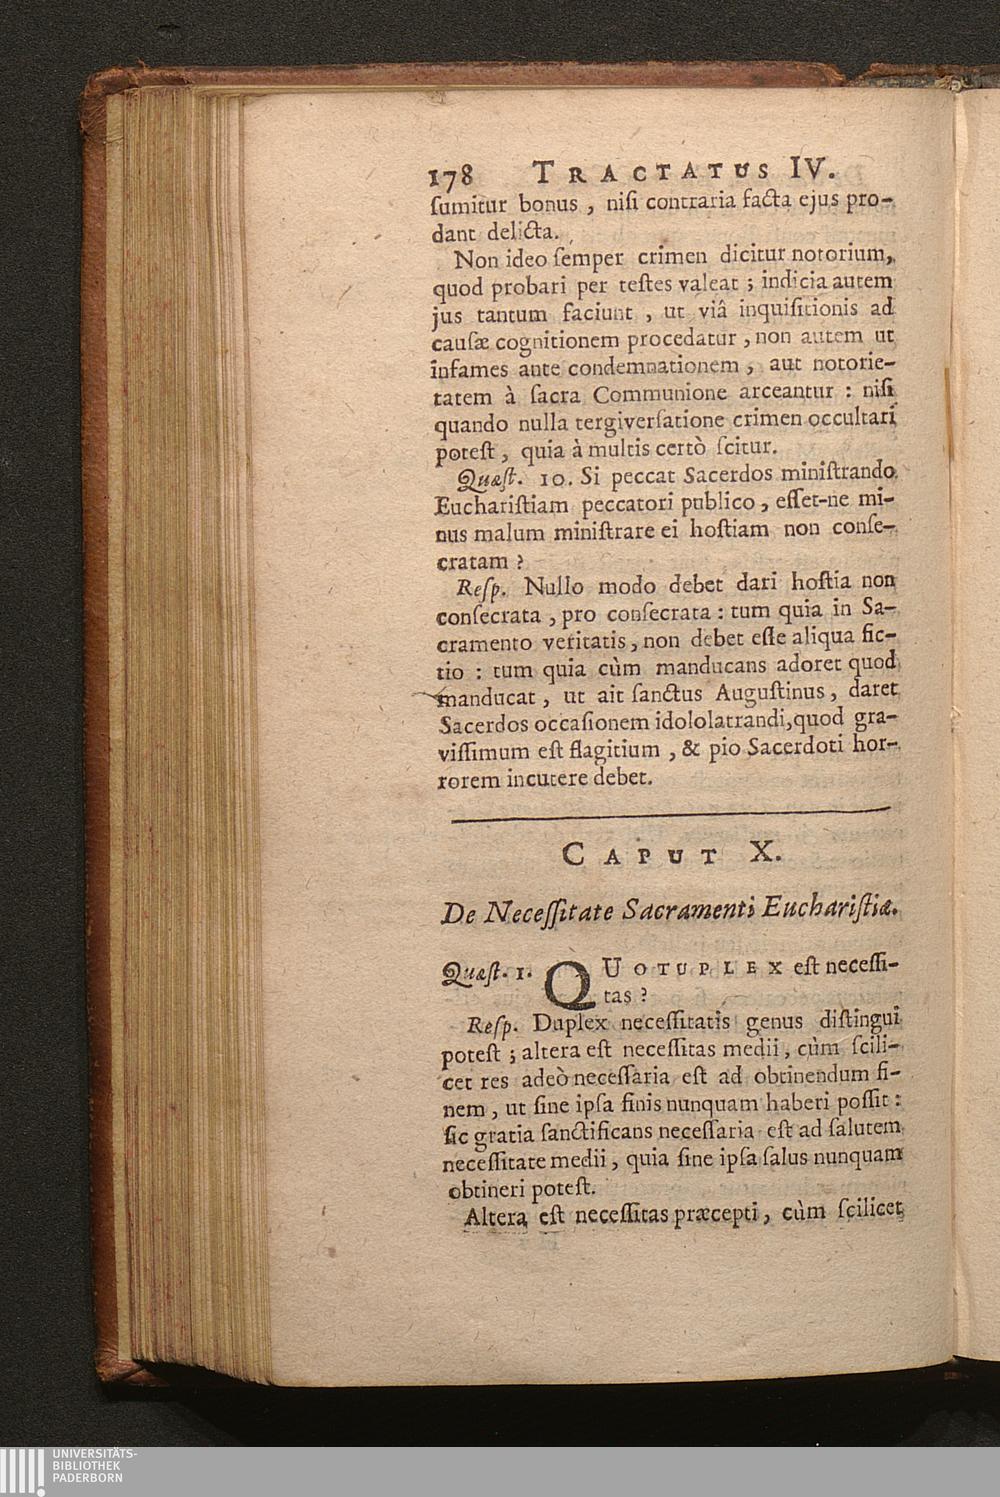 178 TRACTATUS IV.
ſumitur bonus , niſi contraria facta ejus pro-
dant delicta.
Non ideo ſemper crimen dicitur notorium,
quod probari per teſtes valeat ; indicia autem
jus tantum faciunt , ut viâ inquiſitionis ad
cauſæ cognitionem procedatur , non autem ut
infames ante condemnationem , aut notorie-
tatem à ſacra Communione arceantur : niſi
quando nulla tergiverſatione crimen occultari
poteſt , quia à multis certò ſcitur.
Quæſt. 10. Si peccat Sacerdos miniſtrando
Euchariſtiam peccatori publico , eſſet-ne mi-
nus malum miniſtrare ei hoſtiam non conſe-
cratam ?
Reſp. Nullo modo debet dari hoſtia non
conſecrata , pro conſecrata : tum quia in Sa-
cramento veritatis , non debet eſſe aliqua fic-
tio : tum quia cùm manducans adoret quod
manducat , ut ait ſanctus Auguſtinus , daret
Sacerdos occaſionem idololatrandi,quod gra-
viſſimum eſt flagitium , & pio Sacerdoti hor-
rorem incutere debet.
CAPUT X.
De Neceſſitate Sacramenti Euchariſtiæ.
Quæſt. 1. QUOTUPLEX eſt neceſſi-
tas ?
Reſp. Duplex neceſſitatis genus diſtingui
poteſt ; altera eſt neceſſitas medii , cùm ſcili-
cet res adeò neceſſaria eſt ad obtinendum fi-
nem , ut ſine ipſa finis nunquam haberi poſſit :
ſic gratia ſanctificans neceſſaria eſt ad ſalutem
neceſſitate medii , quia ſine ipſa ſalus nunquam
obtineri poteſt.
Altera eſt neceſſitas præcepti , cùm ſcilicet
UNIVERSITÄTS-
BIBLIOTHEK
PADERBORN